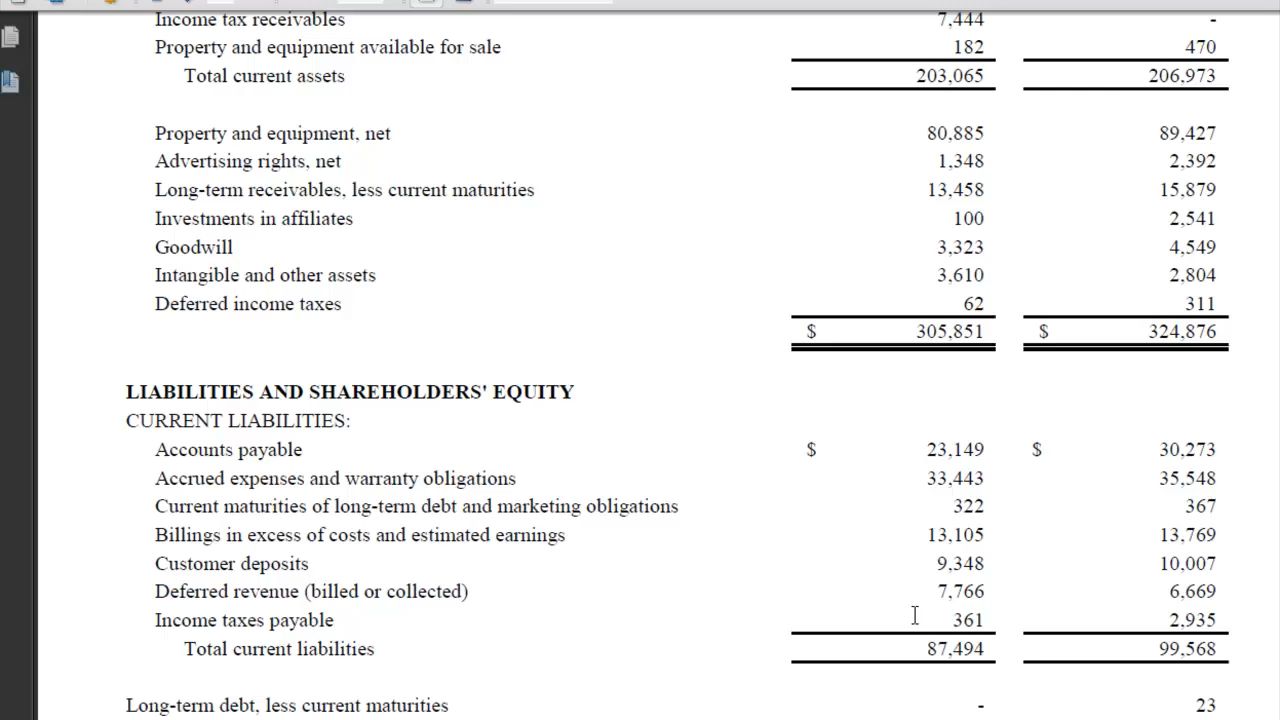 Income tax receivables 7,444 -
Property and equipment available for sale 182 470
Total current assets 203,065 206,973
Property and equipment, net 80,885 89,427
Advertising rights, net 1,348 2,392
Long-term receivables, less current maturities 13,458 15,879
Investments in affiliates 100 2,541
Goodwill 3,323 4,549
Intangible and other assets 3,610 2,804
Deferred income taxes 62 311
$ 305,851 $ 324,876
LIABILITIES AND SHAREHOLDERS' EQUITY
CURRENT LIABILITIES:
Accounts payable $ 23,149 $ 30,273
Accrued expenses and warranty obligations 33,443 35,548
Current maturities of long-term debt and marketing obligations 322 367
Billings in excess of costs and estimated earnings 13,105 13,769
Customer deposits 9,348 10,007
Deferred revenue (billed or collected) 7,766 6,669
Income taxes payable 361 2,935
Total current liabilities 87,494 99,568
Long-term debt, less current maturities - 23